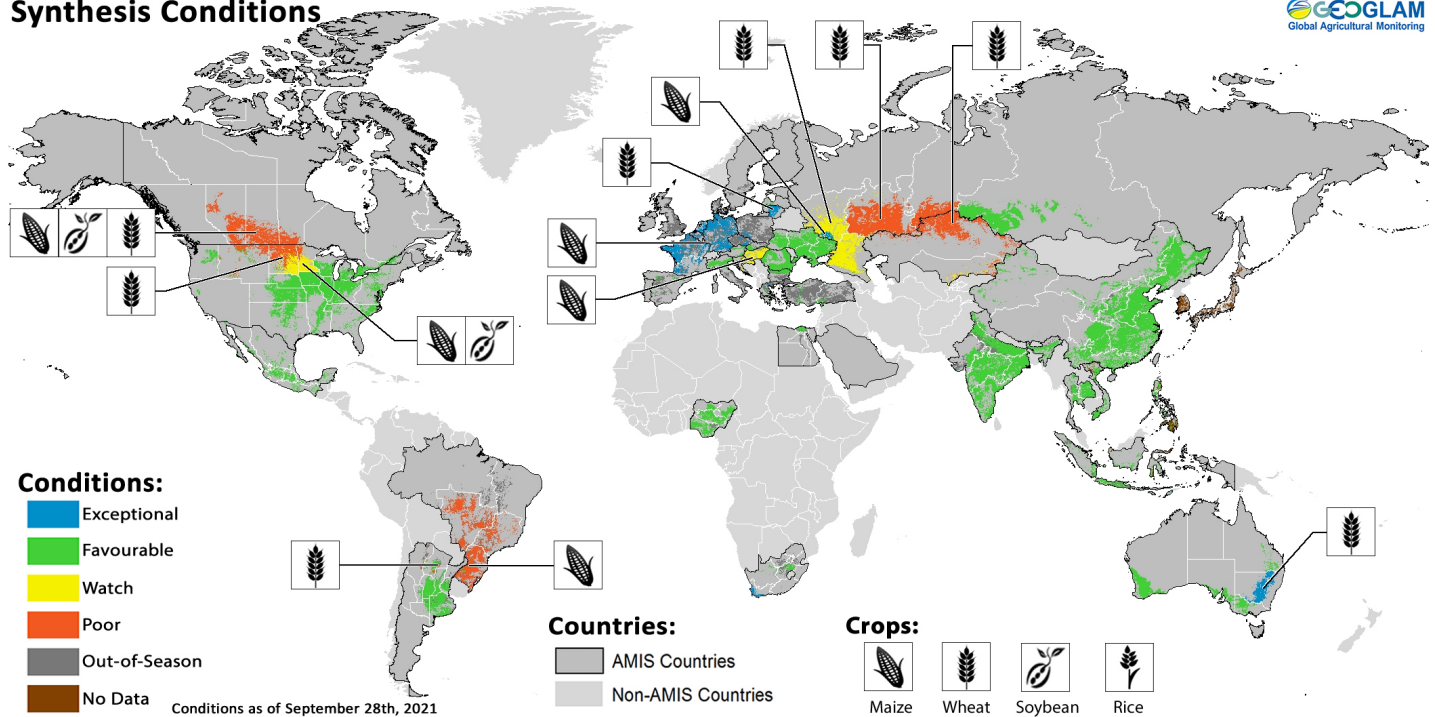 Synthesis Conditions
GEOGLAM
Global Agricultural Monitoring
Conditions:
Exceptional
Favourable
Watch
Poor
Out-of-Season
No Data
Conditions as of September 28th, 2021
Countries:
AMIS Countries
Non-AMIS Countries
Crops:
Maize
Wheat
Soybean
Rice